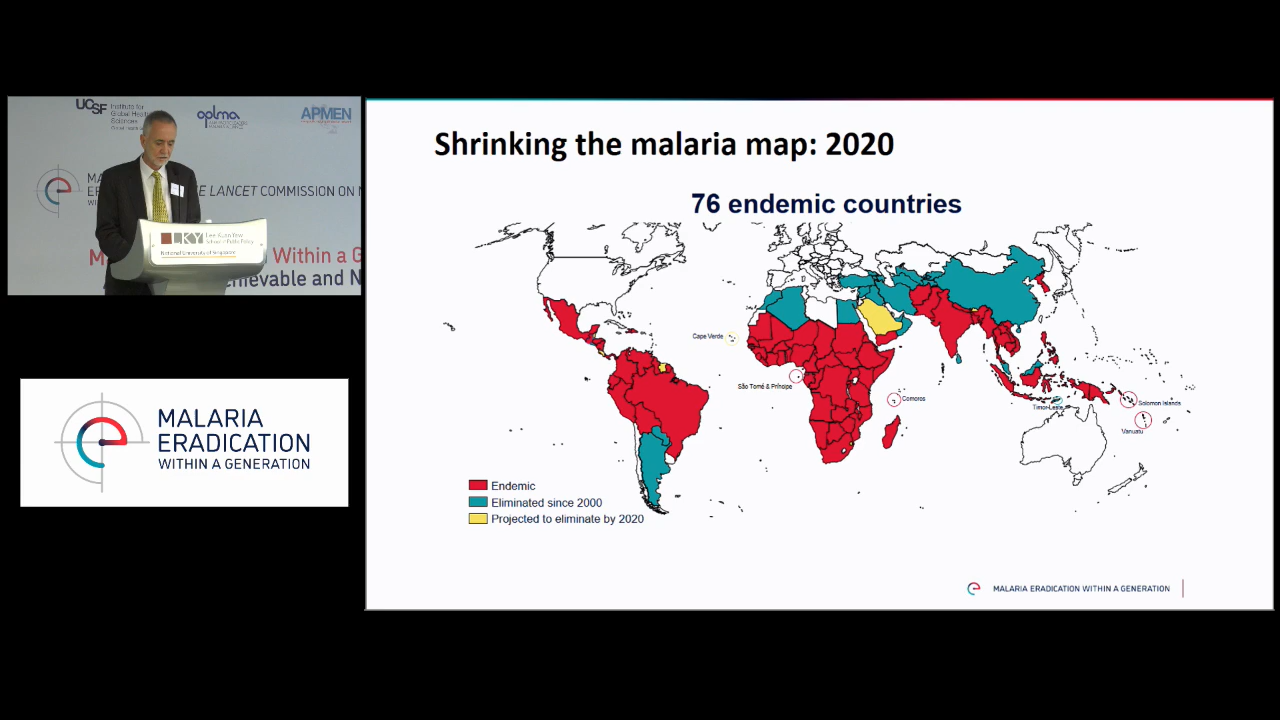 UCSF
Institute for
Global Health
Sciences
aplma
APMEN
THE LANCET COMMISSION ON
LKY
Lee Kuan Yew
School of Public Policy
National University of Singapore
Within a G
chievable and N
MALARIA
ERADICATION
WITHIN A GENERATION
Shrinking the malaria map: 2020
76 endemic countries
Cape Verde
São Tomé & Príncipe
Comoros
Timor-Leste
Solomon Islands
Vanuatu
Endemic
Eliminated since 2000
Projected to eliminate by 2020
MALARIA ERADICATION WITHIN A GENERATION